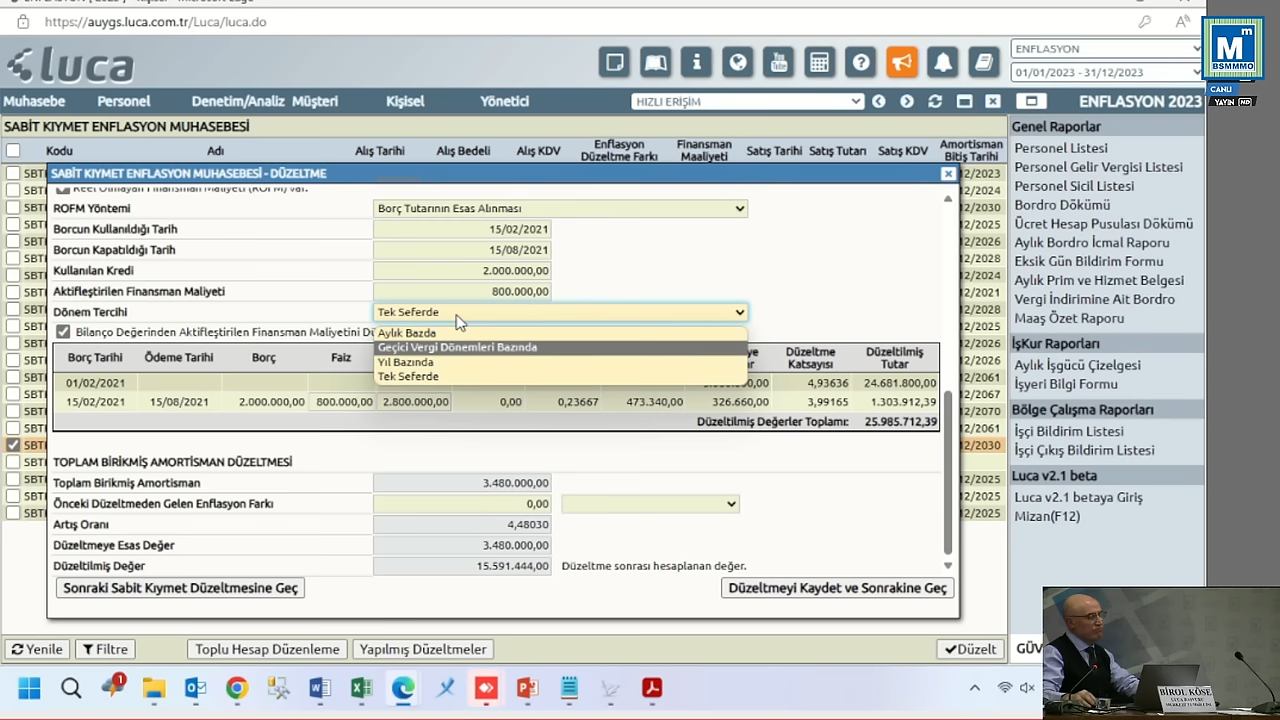 https://auygs.luca.com.tr/Luca/luca.do
luca
ENFLASYON
01/01/2023 - 31/12/2023
Mm
BSMMMO
CANLI
YAYIN HD
Muhasebe Personel Denetim/Analiz Müşteri Kişisel Yönetici HIZLI ERİŞİM ENFLASYON 2023
SABİT KIYMET ENFLASYON MUHASEBESİ
Kodu Adı Alış Tarihi Alış Bedeli Alış KDV Enflasyon Düzeltme Farkı Finansman Maaliyeti Satış Tarihi Satış Tutarı Satış KDV Amortisman Bitiş Tarihi
SABİT KIYMET ENFLASYON MUHASEBESİ - DÜZELTME
Reel Olmayan Finansman Maliyeti (ROFM) var.
ROFM Yöntemi Borç Tutarının Esas Alınması
Borcun Kullanıldığı Tarih 15/02/2021
Borcun Kapatıldığı Tarih 15/08/2021
Kullanılan Kredi 2.000.000,00
Aktifleştirilen Finansman Maliyeti 800.000,00
Dönem Tercihi Tek Seferde
Bilanço Değerinden Aktifleştirilen Finansman Maliyetini
Aylık Bazda
Geçici Vergi Dönemleri Bazında
Yıl Bazında
Tek Seferde
Borç Tarihi Ödeme Tarihi Borç Faiz Düzeltme Katsayısı Düzeltilmiş Tutar
01/02/2021 4,93636 24.681.800,00
15/02/2021 15/08/2021 2.000.000,00 800.000,00 2.800.000,00 0,00 0,23667 473.340,00 326.660,00 3,99165 1.303.912,39
Düzeltilmiş Değerler Toplamı: 25.985.712,39
TOPLAM BİRİKMİŞ AMORTİSMAN DÜZELTMESİ
Toplam Birikmiş Amortisman 3.480.000,00
Önceki Düzeltmeden Gelen Enflasyon Farkı 0,00
Artış Oranı 4,48030
Düzeltmeye Esas Değer 3.480.000,00
Düzeltilmiş Değer 15.591.444,00 Düzeltme sonrası hesaplanan değer.
Sonraki Sabit Kıymet Düzeltmesine Geç Düzeltmeyi Kaydet ve Sonrakine Geç
Yenile Filtre Toplu Hesap Düzenleme Yapılmış Düzeltmeler Düzelt
Genel Raporlar
Personel Listesi
Personel Gelir Vergisi Listesi
Personel Sicil Listesi
Bordro Dökümü
Ücret Hesap Pusulası Dökümü
Aylık Bordro İcmal Raporu
Eksik Gün Bildirim Formu
Aylık Prim ve Hizmet Belgesi
Vergi İndirimine Ait Bordro
Maaş Özet Raporu
İşKur Raporları
Aylık İşgücü Çizelgesi
İşyeri Bilgi Formu
Bölge Çalışma Raporları
İşçi Bildirim Listesi
İşçi Çıkış Bildirim Listesi
Luca v2.1 beta
Luca v2.1 betaya Giriş
Mizan(F12)
BİROL KÖSE